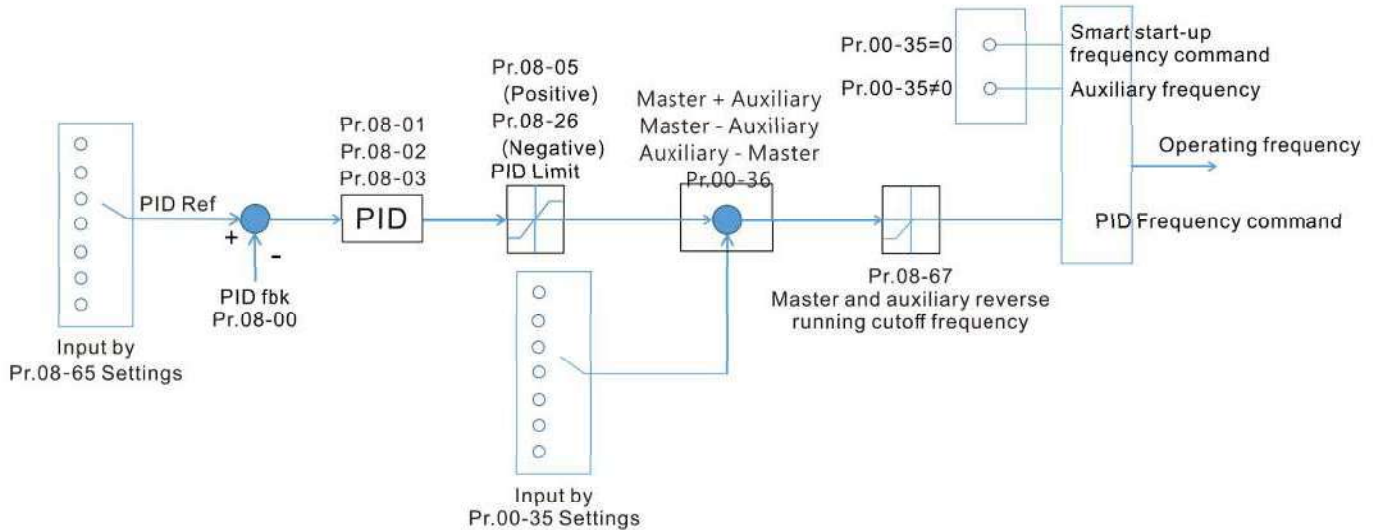 Pr.00-35=0
Smart start-up
frequency command
Pr.00-35≠0
Auxiliary frequency
Operating frequency
PID Frequency command
Pr.08-05
(Positive)
Pr.08-26
(Negative)
PID Limit
Master + Auxiliary
Master - Auxiliary
Auxiliary - Master
Pr.00-36
Pr.08-01
Pr.08-02
Pr.08-03
PID
PID Ref
+
-
PID fbk
Pr.08-00
Input by
Pr.08-65 Settings
Pr.08-67
Master and auxiliary reverse
running cutoff frequency
Input by
Pr.00-35 Settings